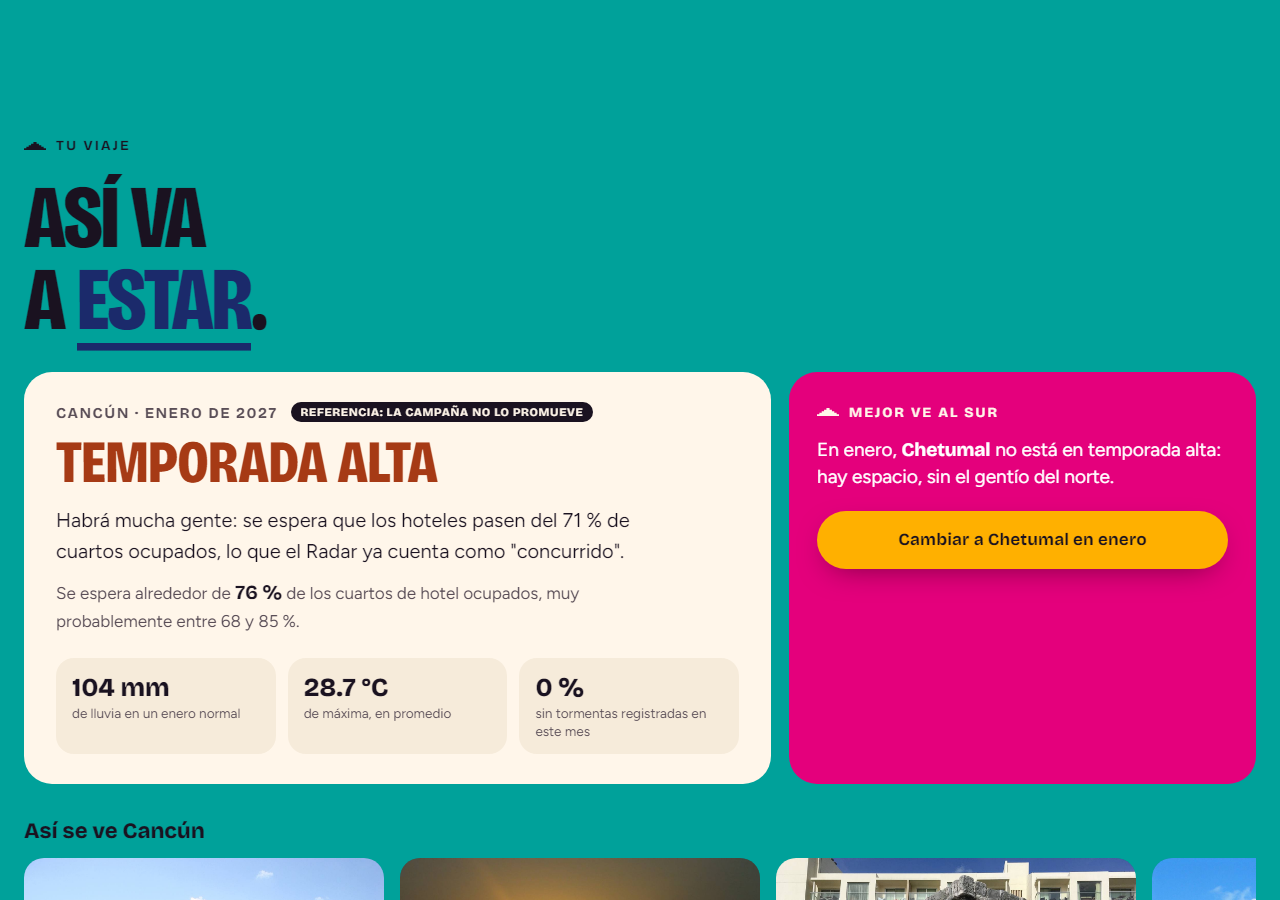 TU VIAJE
ASÍ VA
A ESTAR.
CANCÚN · ENERO DE 2027 REFERENCIA: LA CAMPAÑA NO LO PROMUEVE
TEMPORADA ALTA
Habrá mucha gente: se espera que los hoteles pasen del 71 % de
cuartos ocupados, lo que el Radar ya cuenta como "concurrido".
Se espera alrededor de 76 % de los cuartos de hotel ocupados, muy
probablemente entre 68 y 85 %.
104 mm
de lluvia en un enero normal
28.7 °C
de máxima, en promedio
0 %
sin tormentas registradas en
este mes
MEJOR VE AL SUR
En enero, Chetumal no está en temporada alta:
hay espacio, sin el gentío del norte.
Cambiar a Chetumal en enero
Así se ve Cancún